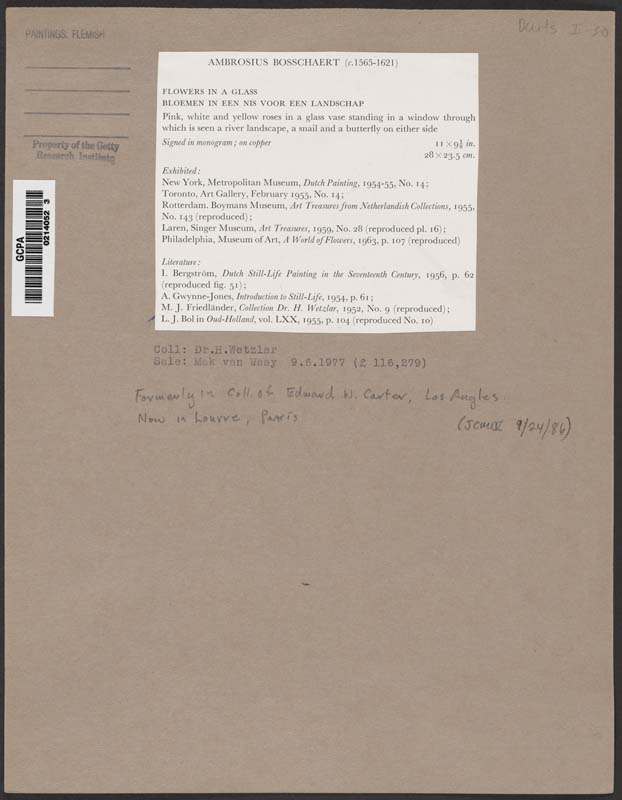 PAINTINGS: FLEMISH
I-30
AMBROSIUS BOSSCHAERT (c.1565-1621)
FLOWERS IN A GLASS
BLOEMEN IN EEN NIS VOOR EEN LANDSCHAP
Pink, white and yellow roses in a glass vase standing in a window through
which is seen a river landscape, a snail and a butterfly on either side
Signed in monogram; on copper 11 × 9¼ in.
28 × 23.5 cm.
Property of the Getty
Research Institute
Exhibited:
New York, Metropolitan Museum, Dutch Painting, 1954-55, No. 14;
Toronto, Art Gallery, February 1955, No. 14;
Rotterdam. Boymans Museum, Art Treasures from Netherlandish Collections, 1955,
No. 143 (reproduced);
Laren, Singer Museum, Art Treasures, 1959, No. 28 (reproduced pl. 16);
Philadelphia, Museum of Art, A World of Flowers, 1963, p. 107 (reproduced)
GCPA
0214052 3
Literature:
I. Bergström, Dutch Still-Life Painting in the Seventeenth Century, 1956, p. 62
(reproduced fig. 51);
A. Gwynne-Jones, Introduction to Still-Life, 1954, p. 61;
M. J. Friedländer, Collection Dr. H. Wetzlar, 1952, No. 9 (reproduced);
L. J. Bol in Oud-Holland, vol. LXX, 1955, p. 104 (reproduced No. 10)
Coll: Dr.H.Wetzlar
Sale: Mak van Waay 9.6.1977 (£ 116,279)
Formerly in Coll. of Edward W. Carter, Los Angles.
Now in Louvre, Paaris
(JCMIV 9/24/86)